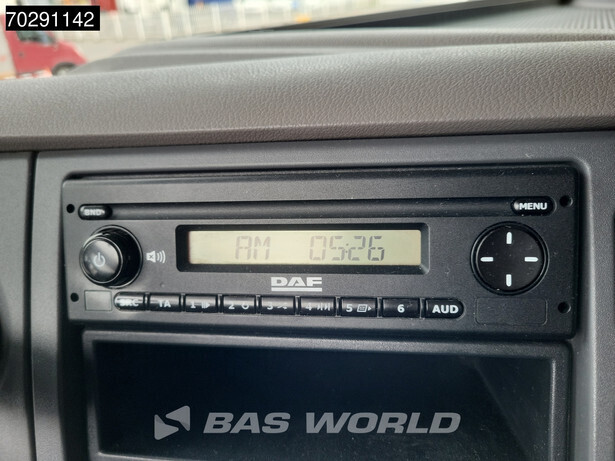 70291142
BND
MENU
AM 05:26
DAF
SRC TA 1 2 3 4 5 6 AUD
BAS WORLD